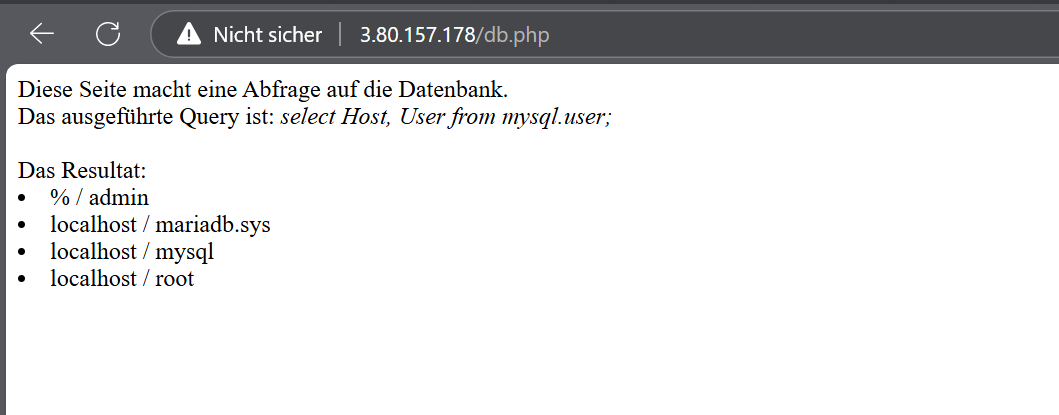 Nicht sicher 3.80.157.178/db.php
Diese Seite macht eine Abfrage auf die Datenbank.
Das ausgeführte Query ist: select Host, User from mysql.user;
Das Resultat:
• % / admin
• localhost / mariadb.sys
• localhost / mysql
• localhost / root